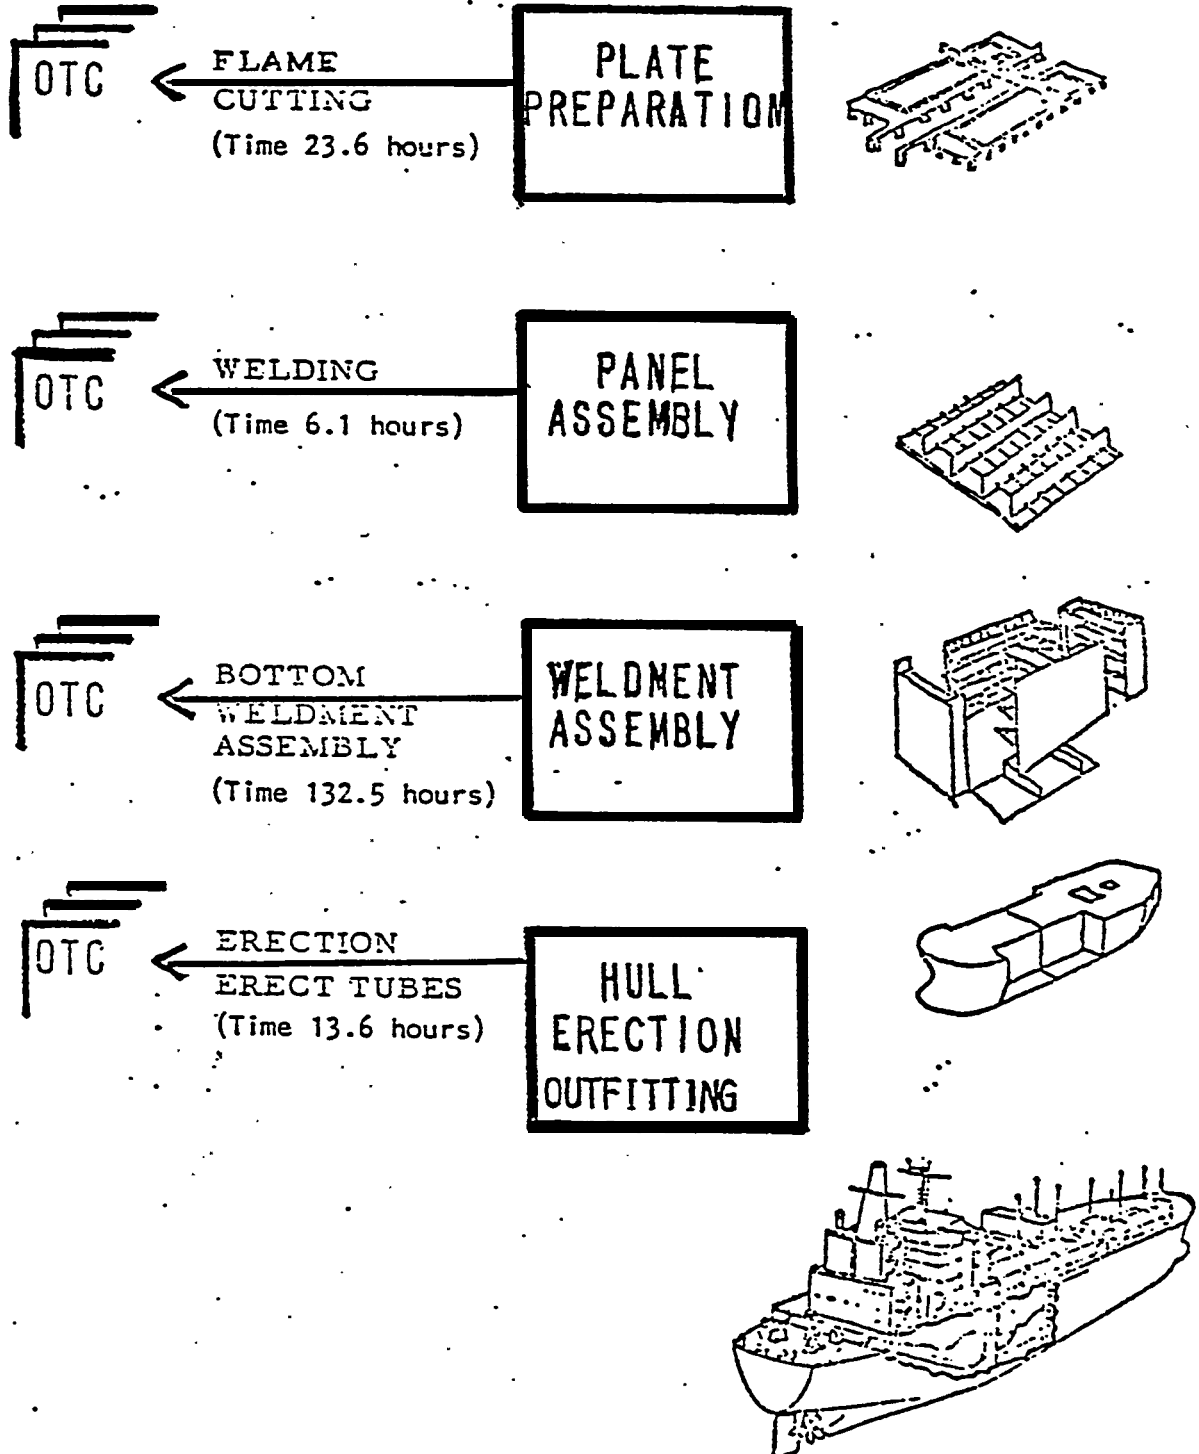 OTC
FLAME
CUTTING
(Time 23.6 hours)
PLATE
PREPARATION
OTC
WELDING
(Time 6.1 hours)
PANEL
ASSEMBLY
OTC
BOTTOM
WELDMENT
ASSEMBLY
(Time 132.5 hours)
WELDMENT
ASSEMBLY
OTC
ERECTION
ERECT TUBES
(Time 13.6 hours)
HULL
ERECTION
OUTFITTING